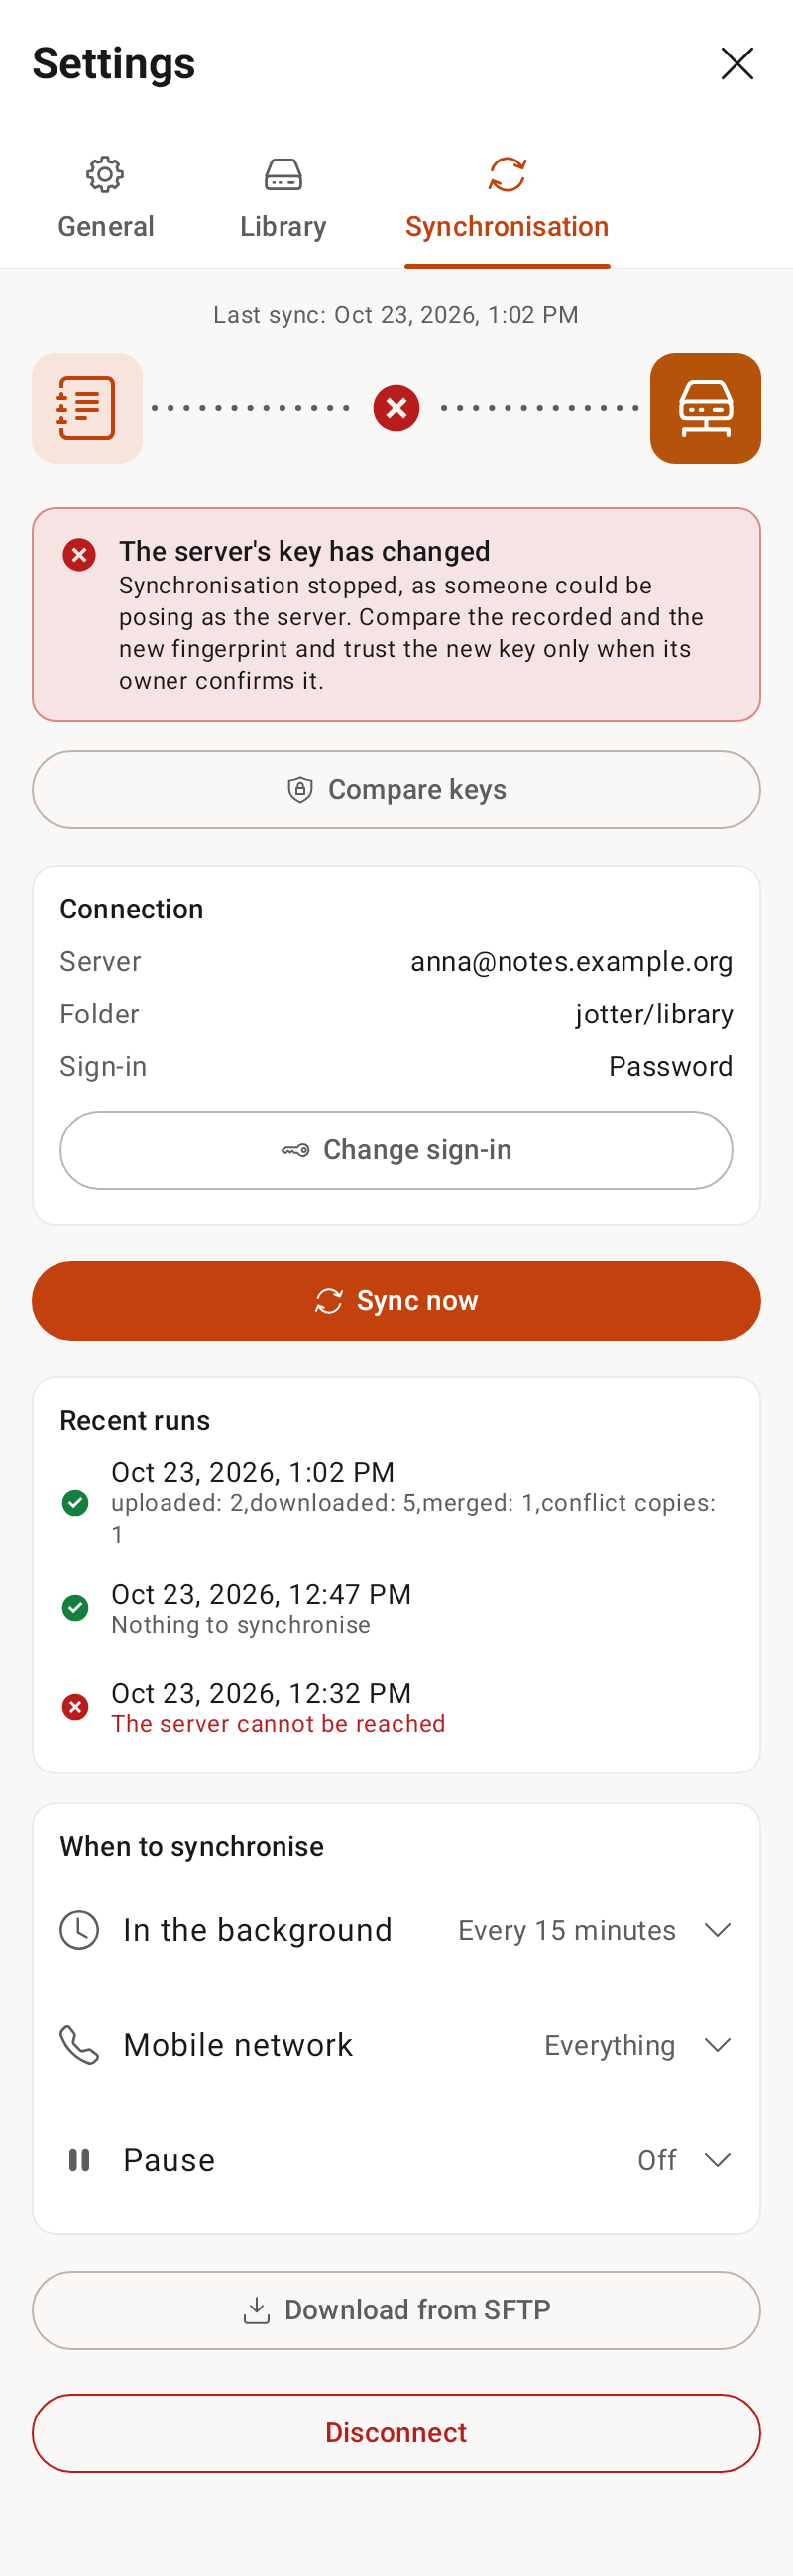 Settings
General
Library
Synchronisation
Last sync: Oct 23, 2026, 1:02 PM
The server's key has changed
Synchronisation stopped, as someone could be
posing as the server. Compare the recorded and the
new fingerprint and trust the new key only when its
owner confirms it.
Compare keys
Connection
Server anna@notes.example.org
Folder jotter/library
Sign-in Password
Change sign-in
Sync now
Recent runs
Oct 23, 2026, 1:02 PM
uploaded: 2,downloaded: 5,merged: 1,conflict copies:
1
Oct 23, 2026, 12:47 PM
Nothing to synchronise
Oct 23, 2026, 12:32 PM
The server cannot be reached
When to synchronise
In the background Every 15 minutes
Mobile network Everything
Pause Off
Download from SFTP
Disconnect